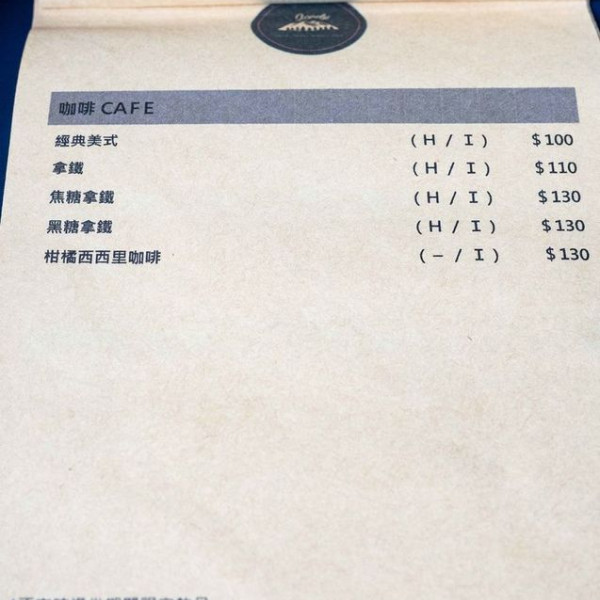 咖啡 CAFE
經典美式 ( H / I ) $100
拿鐵 ( H / I ) $110
焦糖拿鐵 ( H / I ) $130
黑糖拿鐵 ( H / I ) $130
柑橘西西里咖啡 ( – / I ) $130